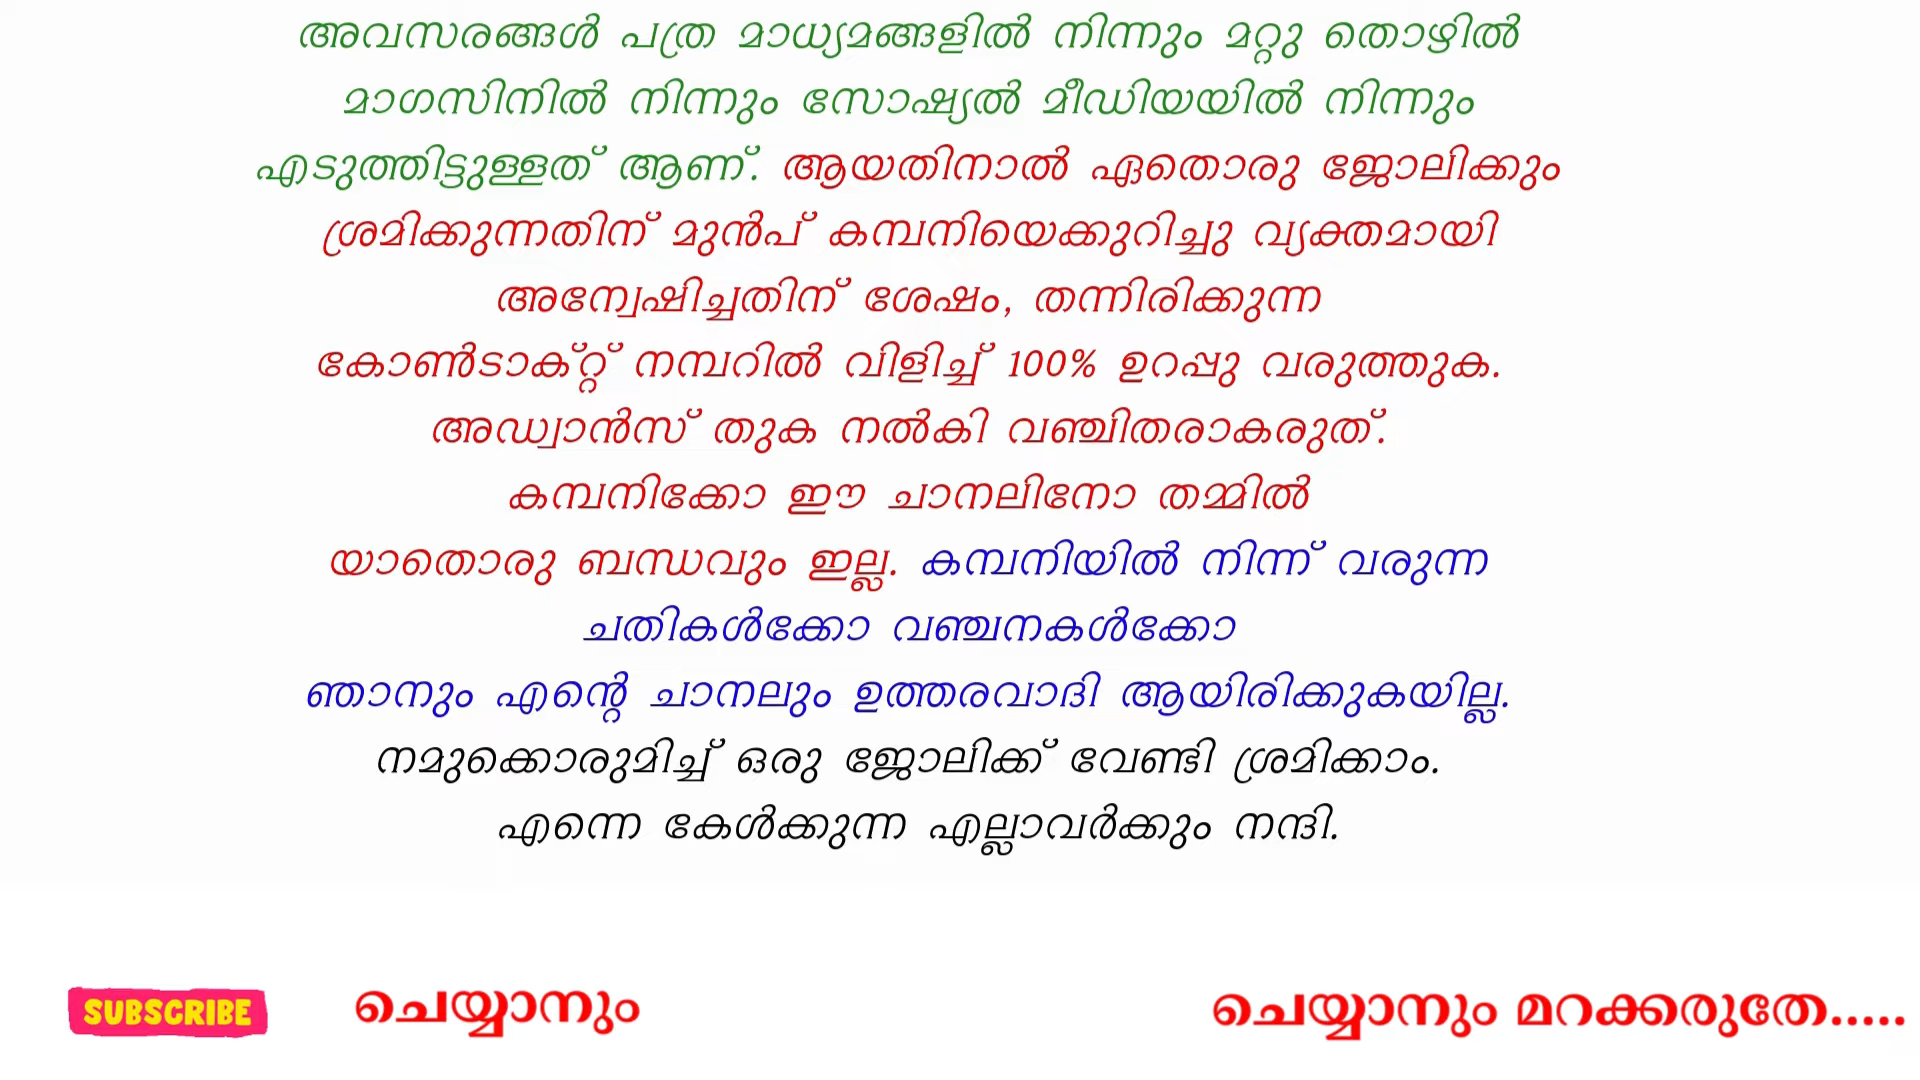 അവസരങ്ങൾ പത്ര മാധ്യമങ്ങളിൽ നിന്നും മറ്റു തൊഴിൽ
മാഗസിനിൽ നിന്നും സോഷ്യൽ മീഡിയയിൽ നിന്നും
എടുത്തിട്ടുള്ളത് ആണ്. ആയതിനാൽ ഏതൊരു ജോലിക്കും
ശ്രമിക്കുന്നതിന് മുൻപ് കമ്പനിയെക്കുറിച്ചു വ്യക്തമായി
അന്വേഷിച്ചതിന് ശേഷം, തന്നിരിക്കുന്ന
കോൺടാക്റ്റ് നമ്പറിൽ വിളിച്ച് 100% ഉറപ്പു വരുത്തുക.
അഡ്വാൻസ് തുക നൽകി വഞ്ചിതരാകരുത്.
കമ്പനിക്കോ ഈ ചാനലിനോ തമ്മിൽ
യാതൊരു ബന്ധവും ഇല്ല. കമ്പനിയിൽ നിന്ന് വരുന്ന
ചതികൾക്കോ വഞ്ചനകൾക്കോ
ഞാനും എന്റെ ചാനലും ഉത്തരവാദി ആയിരിക്കുകയില്ല.
നമുക്കൊരുമിച്ച് ഒരു ജോലിക്ക് വേണ്ടി ശ്രമിക്കാം.
എന്നെ കേൾക്കുന്ന എല്ലാവർക്കും നന്ദി.
SUBSCRIBE ചെയ്യാനും ചെയ്യാനും മറക്കരുതേ.....